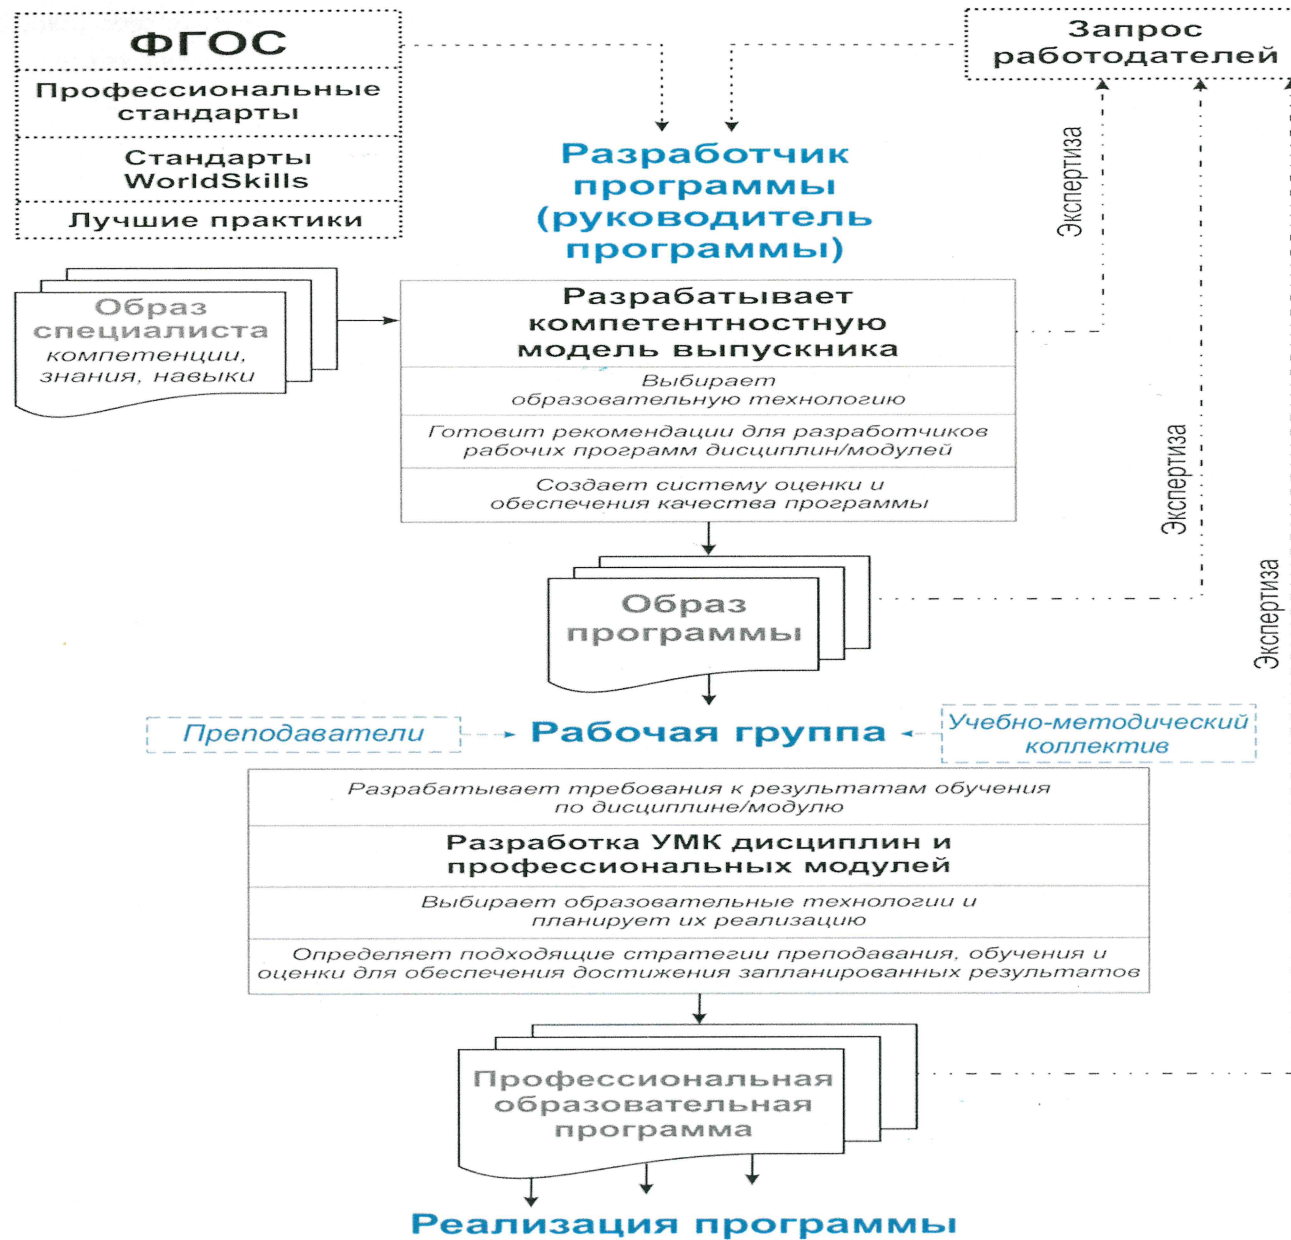 ФГОС
Профессиональные
стандарты
Стандарты
WorldSkills
Лучшие практики
Запрос
работодателей
Разработчик
программы
(руководитель
программы)
Экспертиза
Образ
специалиста
компетенции,
знания, навыки
Разрабатывает
компетентностную
модель выпускника
Выбирает
образовательную технологию
Готовит рекомендации для разработчиков
рабочих программ дисциплин/модулей
Создает систему оценки и
обеспечения качества программы
Экспертиза
Образ
программы
Экспертиза
Преподаватели
Рабочая группа
Учебно-методический
коллектив
Разрабатывает требования к результатам обучения
по дисциплине/модулю
Разработка УМК дисциплин и
профессиональных модулей
Выбирает образовательные технологии и
планирует их реализацию
Определяет подходящие стратегии преподавания, обучения и
оценки для обеспечения достижения запланированных результатов
Профессиональная
образовательная
программа
Реализация программы